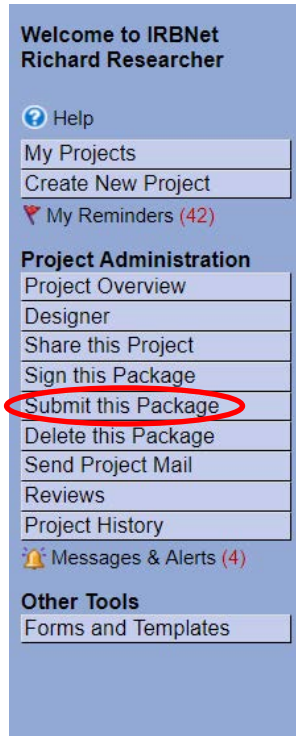 Welcome to IRBNet
Richard Researcher
Help
My Projects
Create New Project
My Reminders (42)
Project Administration
Project Overview
Designer
Share this Project
Sign this Package
Submit this Package
Delete this Package
Send Project Mail
Reviews
Project History
Messages & Alerts (4)
Other Tools
Forms and Templates